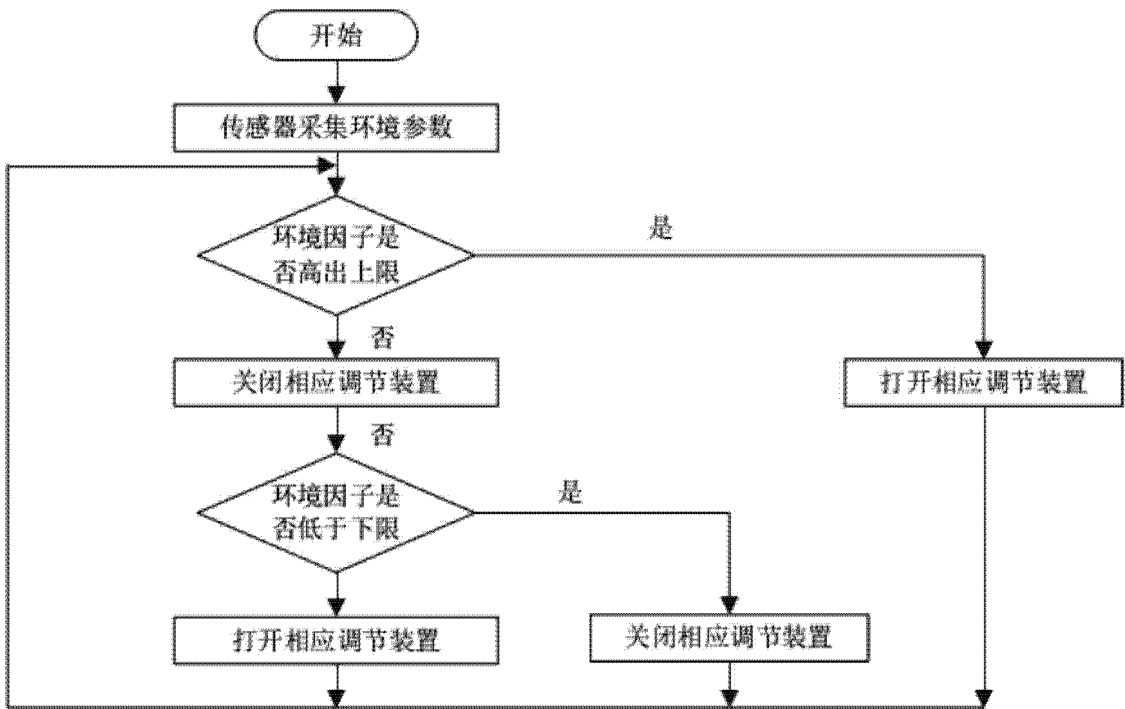 开始
传感器采集环境参数
环境因子是
否高出上限
是
否
关闭相应调节装置
打开相应调节装置
否
环境因子是
否低于下限
是
打开相应调节装置
关闭相应调节装置